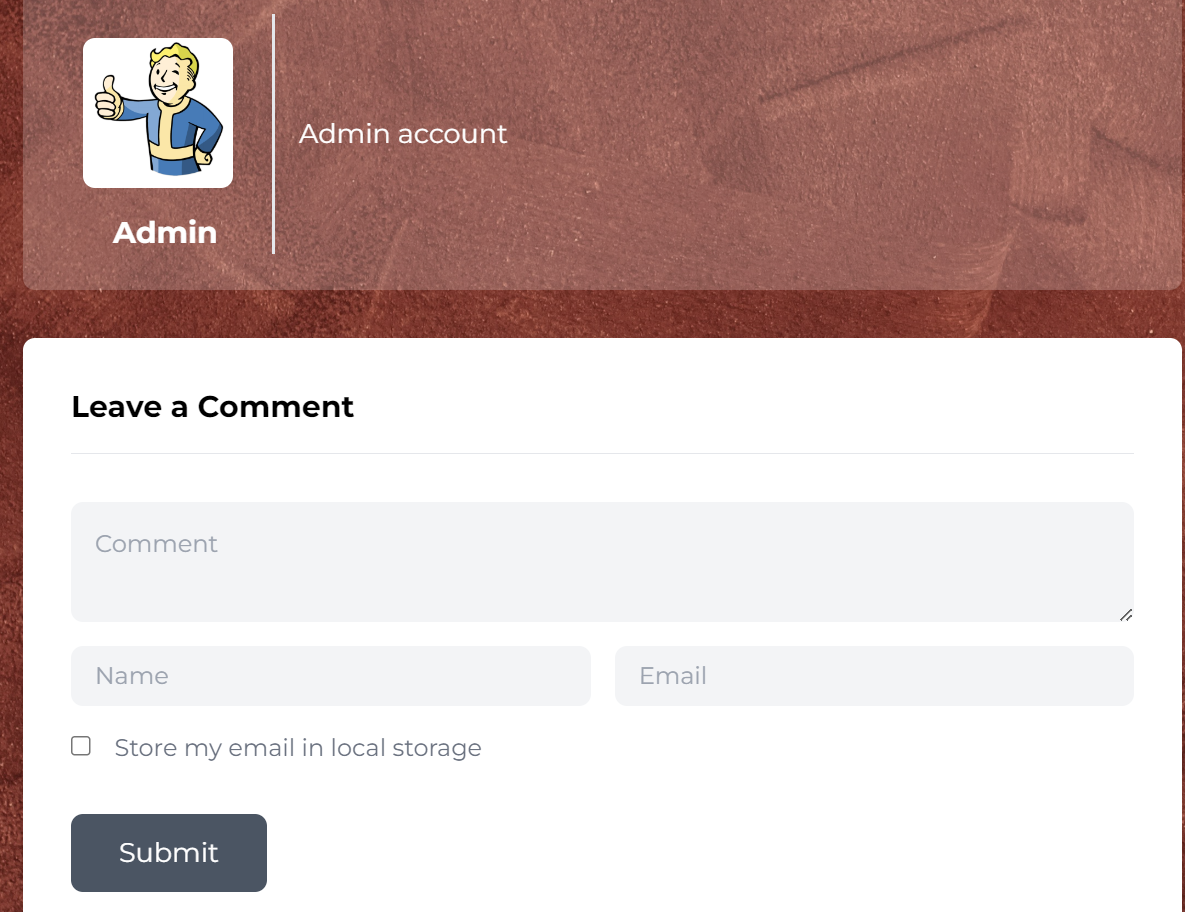 Admin account
Admin
Leave a Comment
Comment
Name
Email
Store my email in local storage
Submit